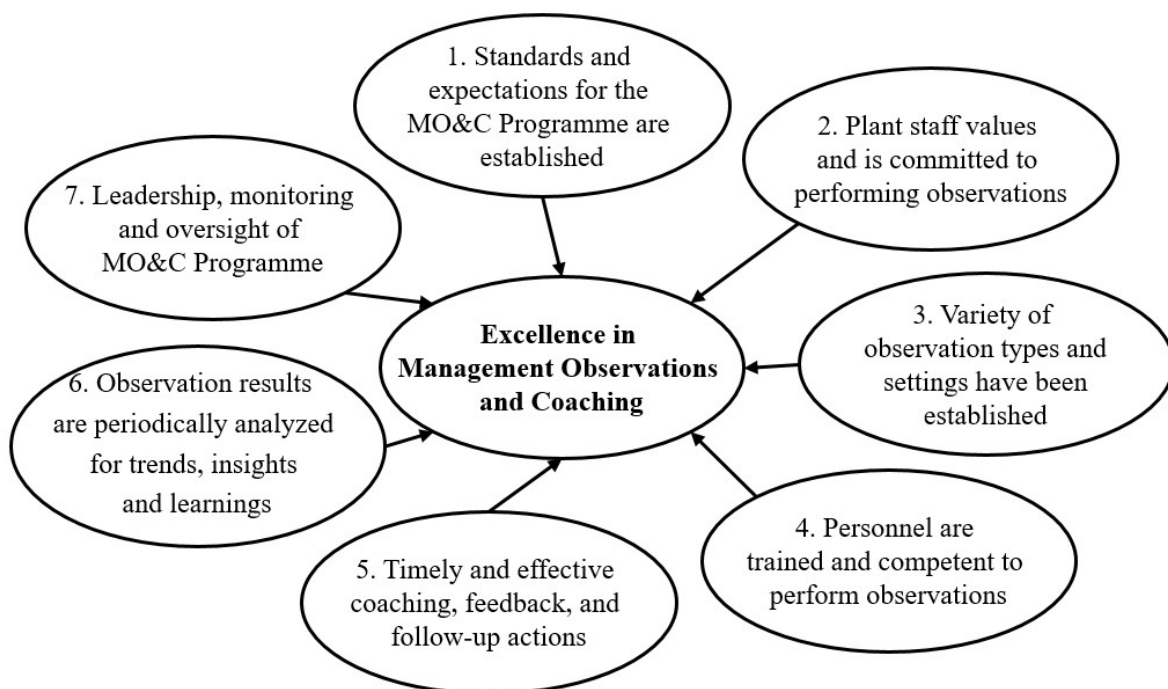 1. Standards and
expectations for the
MO&C Programme are
established
2. Plant staff values
and is committed to
performing observations
3. Variety of
observation types and
settings have been
established
4. Personnel are
trained and competent to
perform observations
5. Timely and effective
coaching, feedback, and
follow-up actions
6. Observation results
are periodically analyzed
for trends, insights
and learnings
7. Leadership, monitoring
and oversight of
MO&C Programme
Excellence in
Management Observations
and Coaching